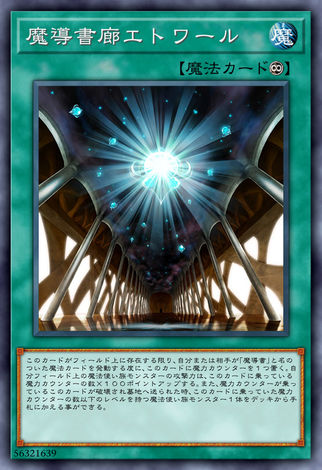 魔導書廊エトワール
魔
【魔法カード】
このカードがフィールド上に存在する限り、自分または相手が「魔導書」と名の
ついた魔法カードを発動する度に、このカードに魔力カウンターを1つ置く。自
分フィールド上の魔法使い族モンスターの攻撃力は、このカードに乗っている
魔力カウンターの数×100ポイントアップする。また、魔力カウンターが乗っ
ているこのカードが破壊され墓地へ送られた時、このカードに乗っていた魔力
カウンターの数以下のレベルを持つ魔法使い族モンスター1体をデッキから手
札に加える事ができる。
56321639